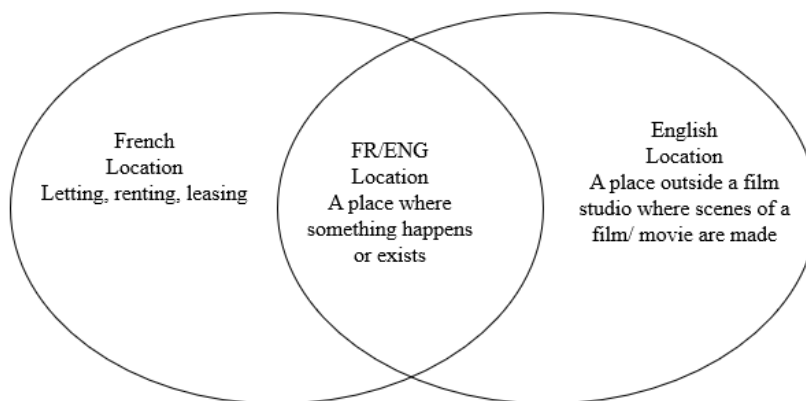 French
Location
Letting, renting, leasing
FR/ENG
Location
A place where
something happens
or exists
English
Location
A place outside a film
studio where scenes of a
film/ movie are made